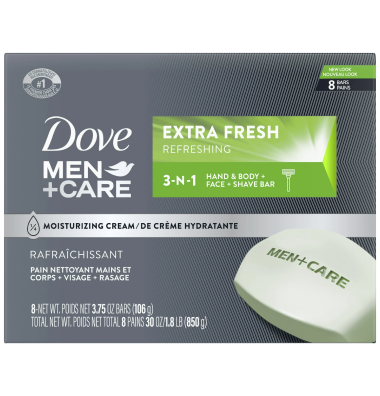 #1
NEW LOOK
NOUVEAU LOOK
8 BARS
PAINS
Dove
MEN
+CARE
EXTRA FRESH
REFRESHING
3-N-1
HAND & BODY +
FACE + SHAVE BAR
¼ MOISTURIZING CREAM/DE CRÈME HYDRATANTE
RAFRAÎCHISSANT
PAIN NETTOYANT MAINS ET
CORPS + VISAGE + RASAGE
MEN+CARE
8-NET WT. POIDS NET 3.75 OZ BARS (106 g)
TOTAL NET WT. POIDS NET TOTAL 8 PAINS 30 OZ/1.8 LB (850 g)